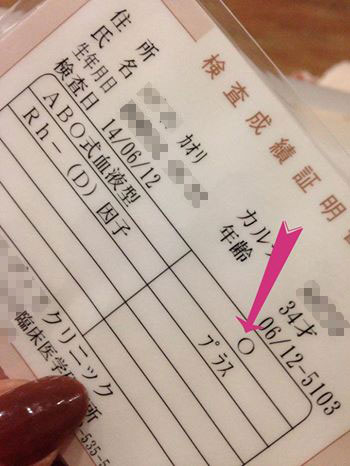 検査成績証明
住所
氏名 カオリ
生年月日
検査日 14/06/12
カル
年齢 34才
06/12-5103
ABO式血液型 O
Rh-(D)因子 プラス
クリニック
臨床医学 所